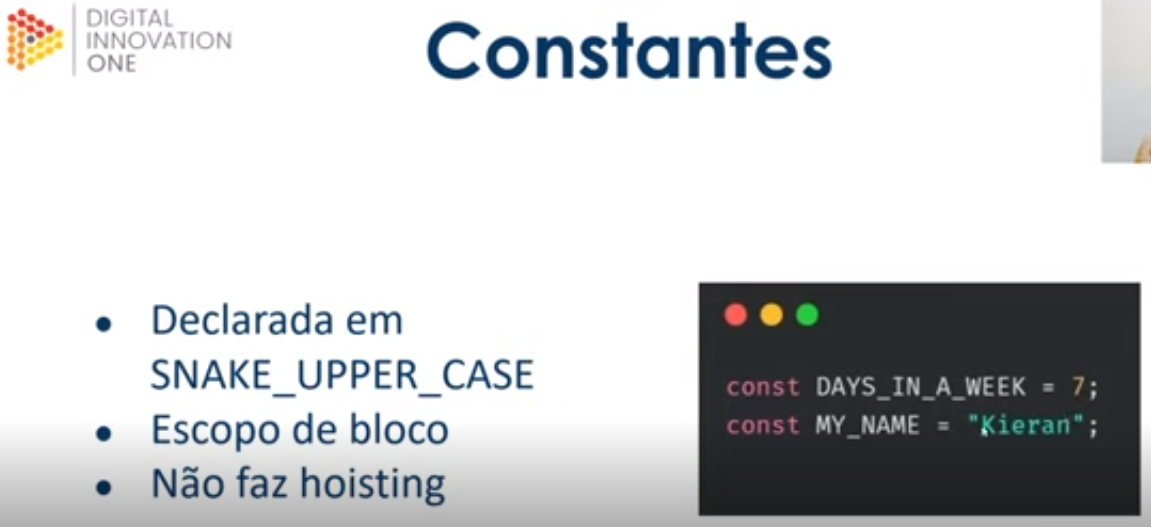 DIGITAL
INNOVATION
ONE
Constantes
● Declarada em
SNAKE_UPPER_CASE
● Escopo de bloco
● Não faz hoisting
const DAYS_IN_A_WEEK = 7;
const MY_NAME = "Kieran";